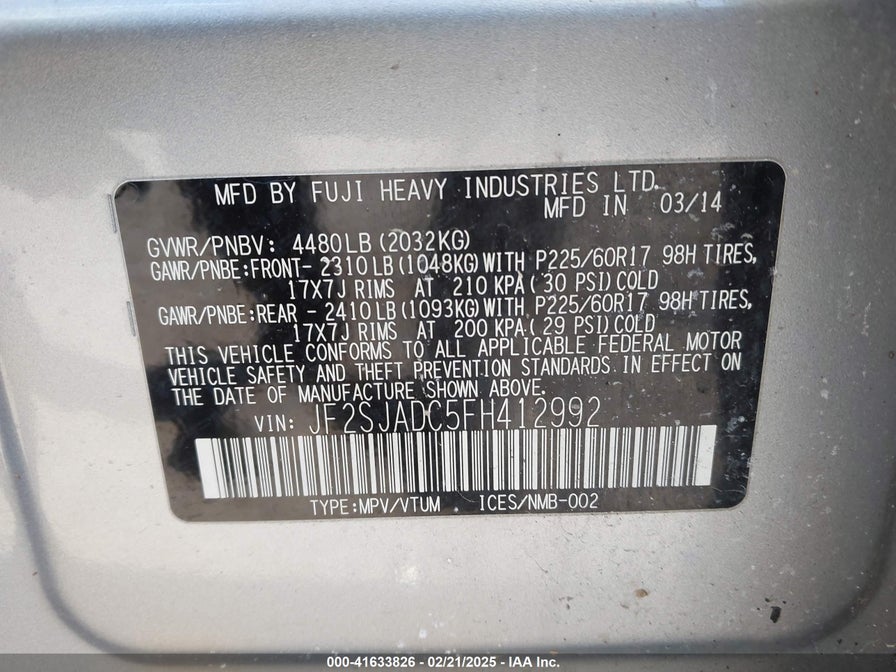 MFD BY FUJI HEAVY INDUSTRIES LTD.
MFD IN 03/14
GVWR/PNBV: 4480LB (2032KG)
GAWR/PNBE:FRONT- 2310LB (1048KG) WITH P225/60R17 98H TIRES,
17X7J RIMS AT 210 KPA ( 30 PSI) COLD
GAWR/PNBE:REAR - 2410LB (1093KG) WITH P225/60R17 98H TIRES,
17X7J RIMS AT 200 KPA ( 29 PSI) COLD
THIS VEHICLE CONFORMS TO ALL APPLICABLE FEDERAL MOTOR
VEHICLE SAFETY AND THEFT PREVENTION STANDARDS IN EFFECT ON
THE DATE OF MANUFACTURE SHOWN ABOVE.
VIN: JF2SJADC5FH412992
TYPE:MPV/VTUM ICES/NMB-002
000-41633826 - 02/21/2025 - IAA Inc.